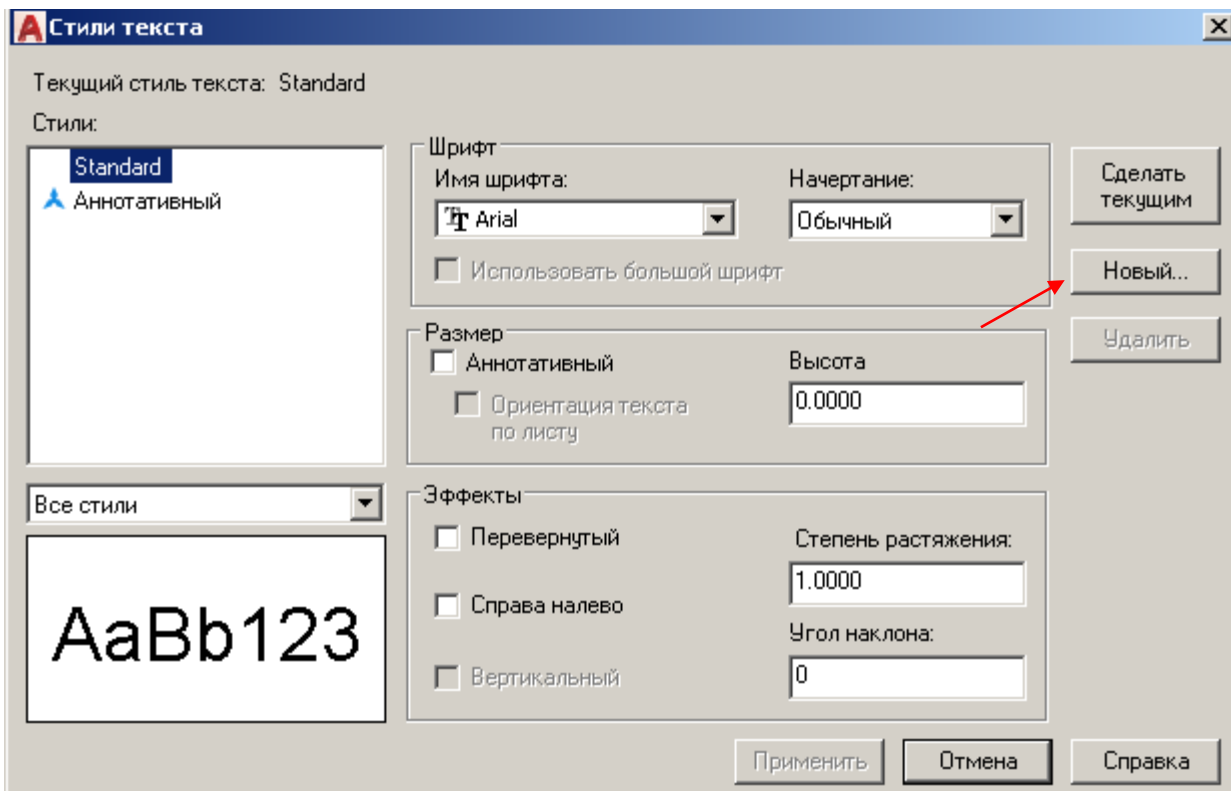 Стили текста
Текущий стиль текста: Standard
Стили:
Standard
Аннотативный
Все стили
AaBb123
Шрифт
Имя шрифта:
Начертание:
Arial
Обычный
Использовать большой шрифт
Размер
Аннотативный
Высота
Ориентация текста
по листу
0.0000
Эффекты
Перевернутый
Степень растяжения:
1.0000
Справа налево
Угол наклона:
Вертикальный
0
Сделать
текущим
Новый...
Удалить
Применить
Отмена
Справка